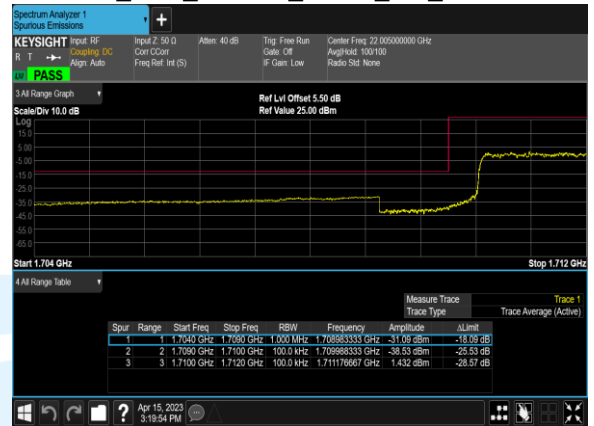 Spectrum Analyzer 1
Spurious Emissions
+
KEYSIGHT Input: RF Input Z: 50 Ω Atten: 40 dB Trig: Free Run Center Freq: 22.005000000 GHz
R T Coupling: DC Corr CCorr Gate: Off Avg|Hold: 100/100
Align: Auto Freq Ref: Int (S) IF Gain: Low Radio Std: None
PASS
3 All Range Graph
Ref Lvl Offset 5.50 dB
Scale/Div 10.0 dB Ref Value 25.00 dBm
Log
15.0
5.00
-5.00
-15.0
-25.0
-35.0
-45.0
-55.0
-65.0
Start 1.704 GHz Stop 1.712 GHz
4 All Range Table
Measure Trace Trace 1
Trace Type Trace Average (Active)
Spur Range Start Freq Stop Freq RBW Frequency Amplitude ΔLimit
1 1 1.7040 GHz 1.7090 GHz 1.000 MHz 1.708983333 GHz -31.09 dBm -18.09 dB
2 2 1.7090 GHz 1.7100 GHz 100.0 kHz 1.709988333 GHz -38.53 dBm -25.53 dB
3 3 1.7100 GHz 1.7120 GHz 100.0 kHz 1.711176667 GHz 1.432 dBm -28.57 dB
? Apr 15, 2023
3:19:54 PM